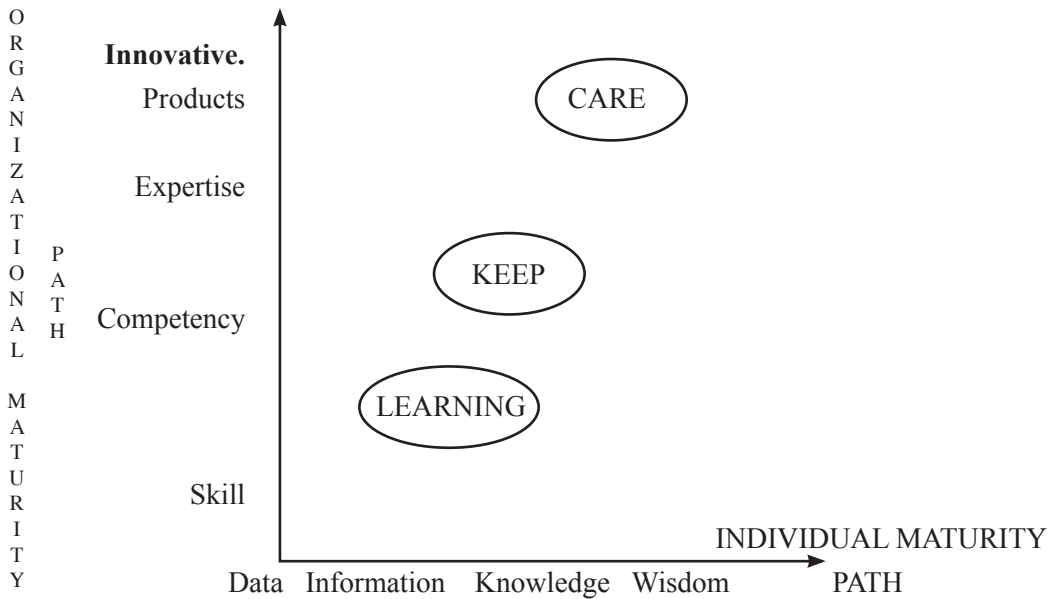 ORGANIZATIONAL MATURITY
PATH
Innovative.
Products
Expertise
Competency
Skill
CARE
KEEP
LEARNING
INDIVIDUAL MATURITY
Data Information Knowledge Wisdom PATH